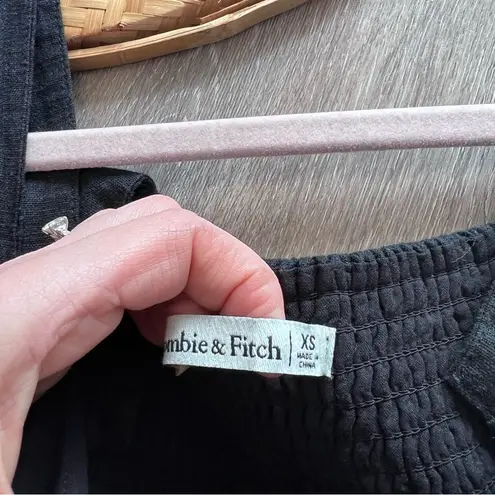 mbie & Fitch
XS
MADE IN
CHINA